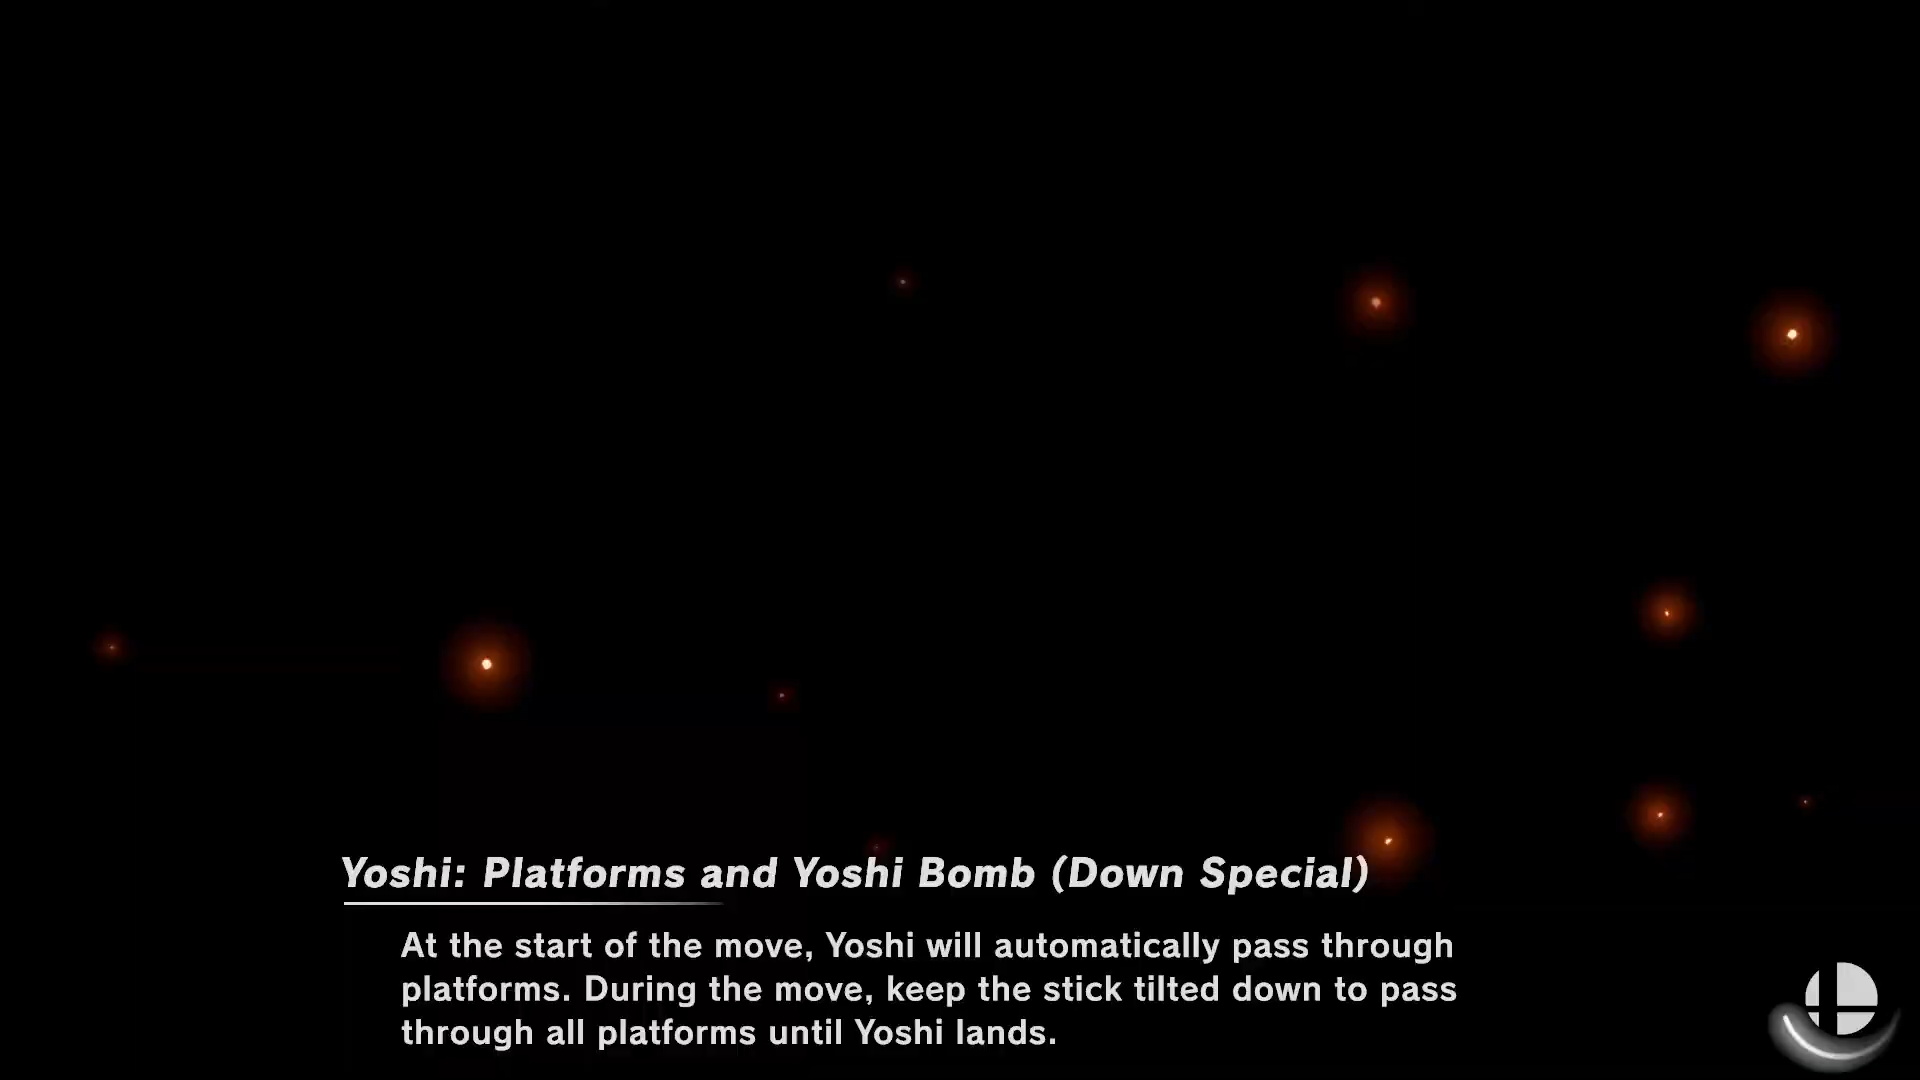 Yoshi: Platforms and Yoshi Bomb (Down Special)
At the start of the move, Yoshi will automatically pass through
platforms. During the move, keep the stick tilted down to pass
through all platforms until Yoshi lands.